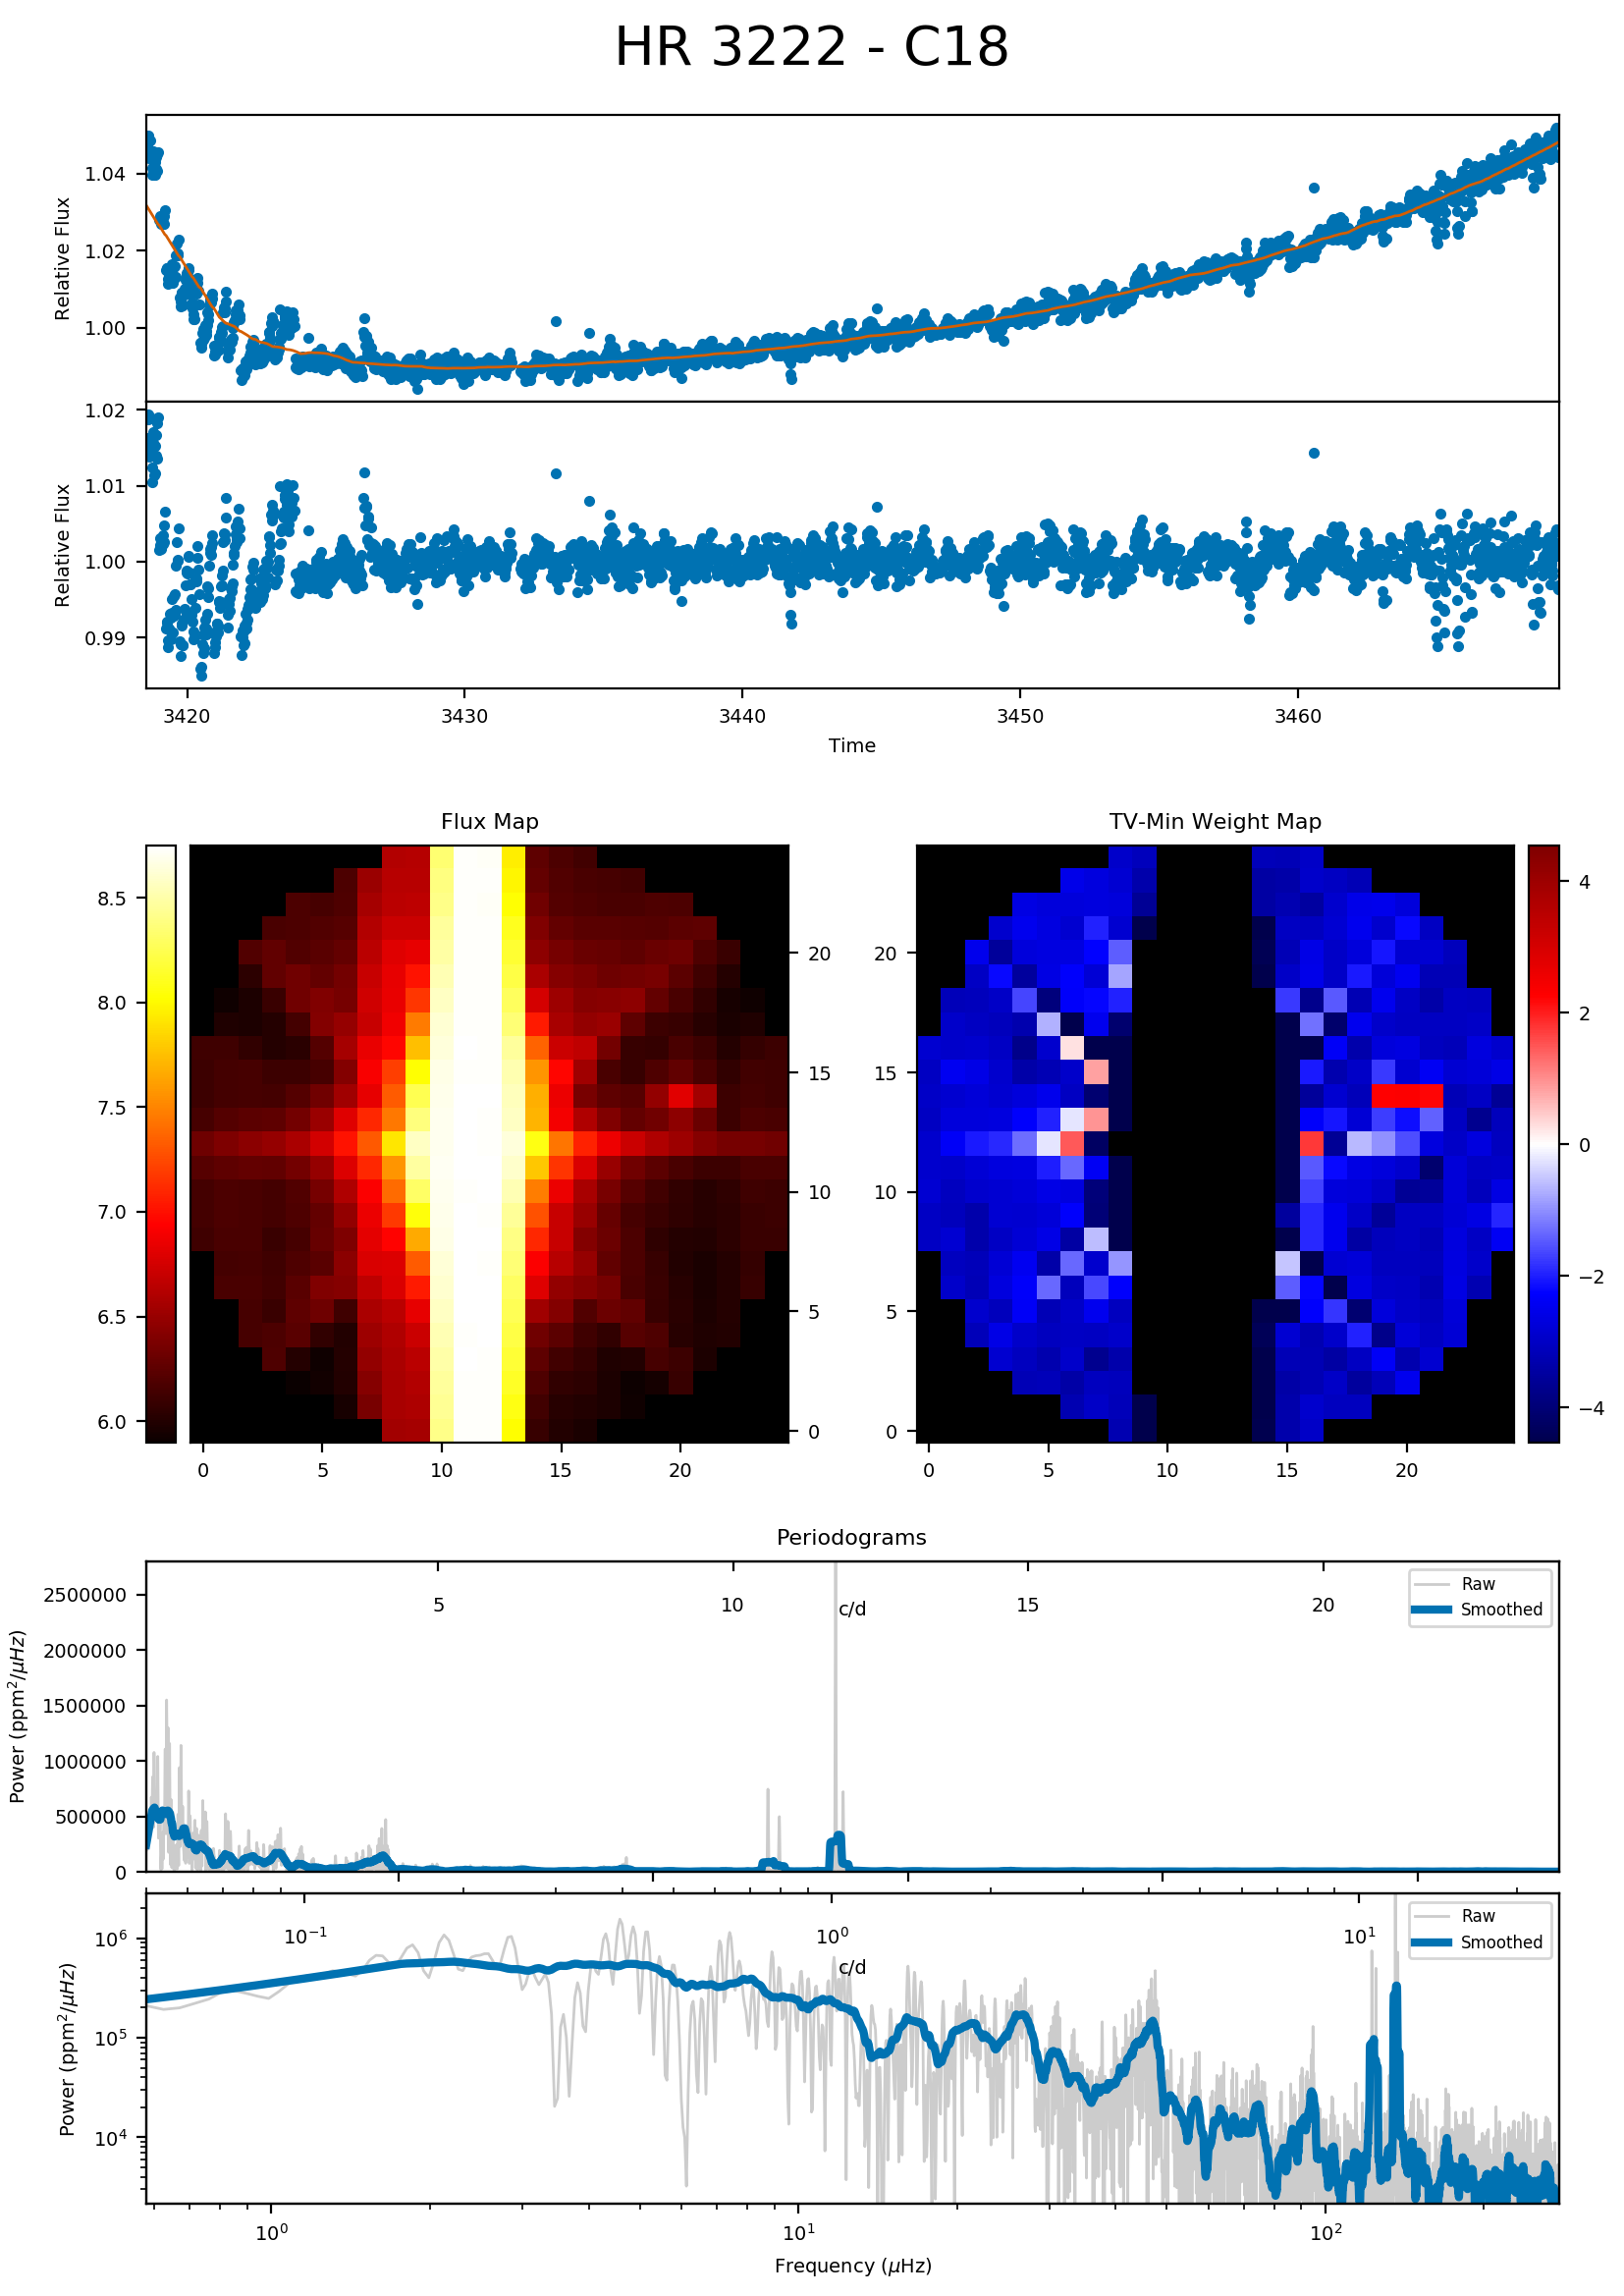 HR 3222 - C18
1.04
1.02
1.00
Relative Flux
1.02
1.01
1.00
0.99
Relative Flux
3420 3430 3440 3450 3460
Time
Flux Map
TV-Min Weight Map
8.5
8.0
7.5
7.0
6.5
6.0
20
15
10
5
0
0 5 10 15 20
20
15
10
5
0
0 5 10 15 20
4
2
0
−2
−4
Periodograms
2500000
2000000
1500000
1000000
500000
0
Power (ppm²/μHz)
5 10 15 20
c/d
Raw
Smoothed
10⁶
10⁵
10⁴
Power (ppm²/μHz)
10⁻¹ 10⁰ 10¹
c/d
Raw
Smoothed
10⁰ 10¹ 10²
Frequency (μHz)